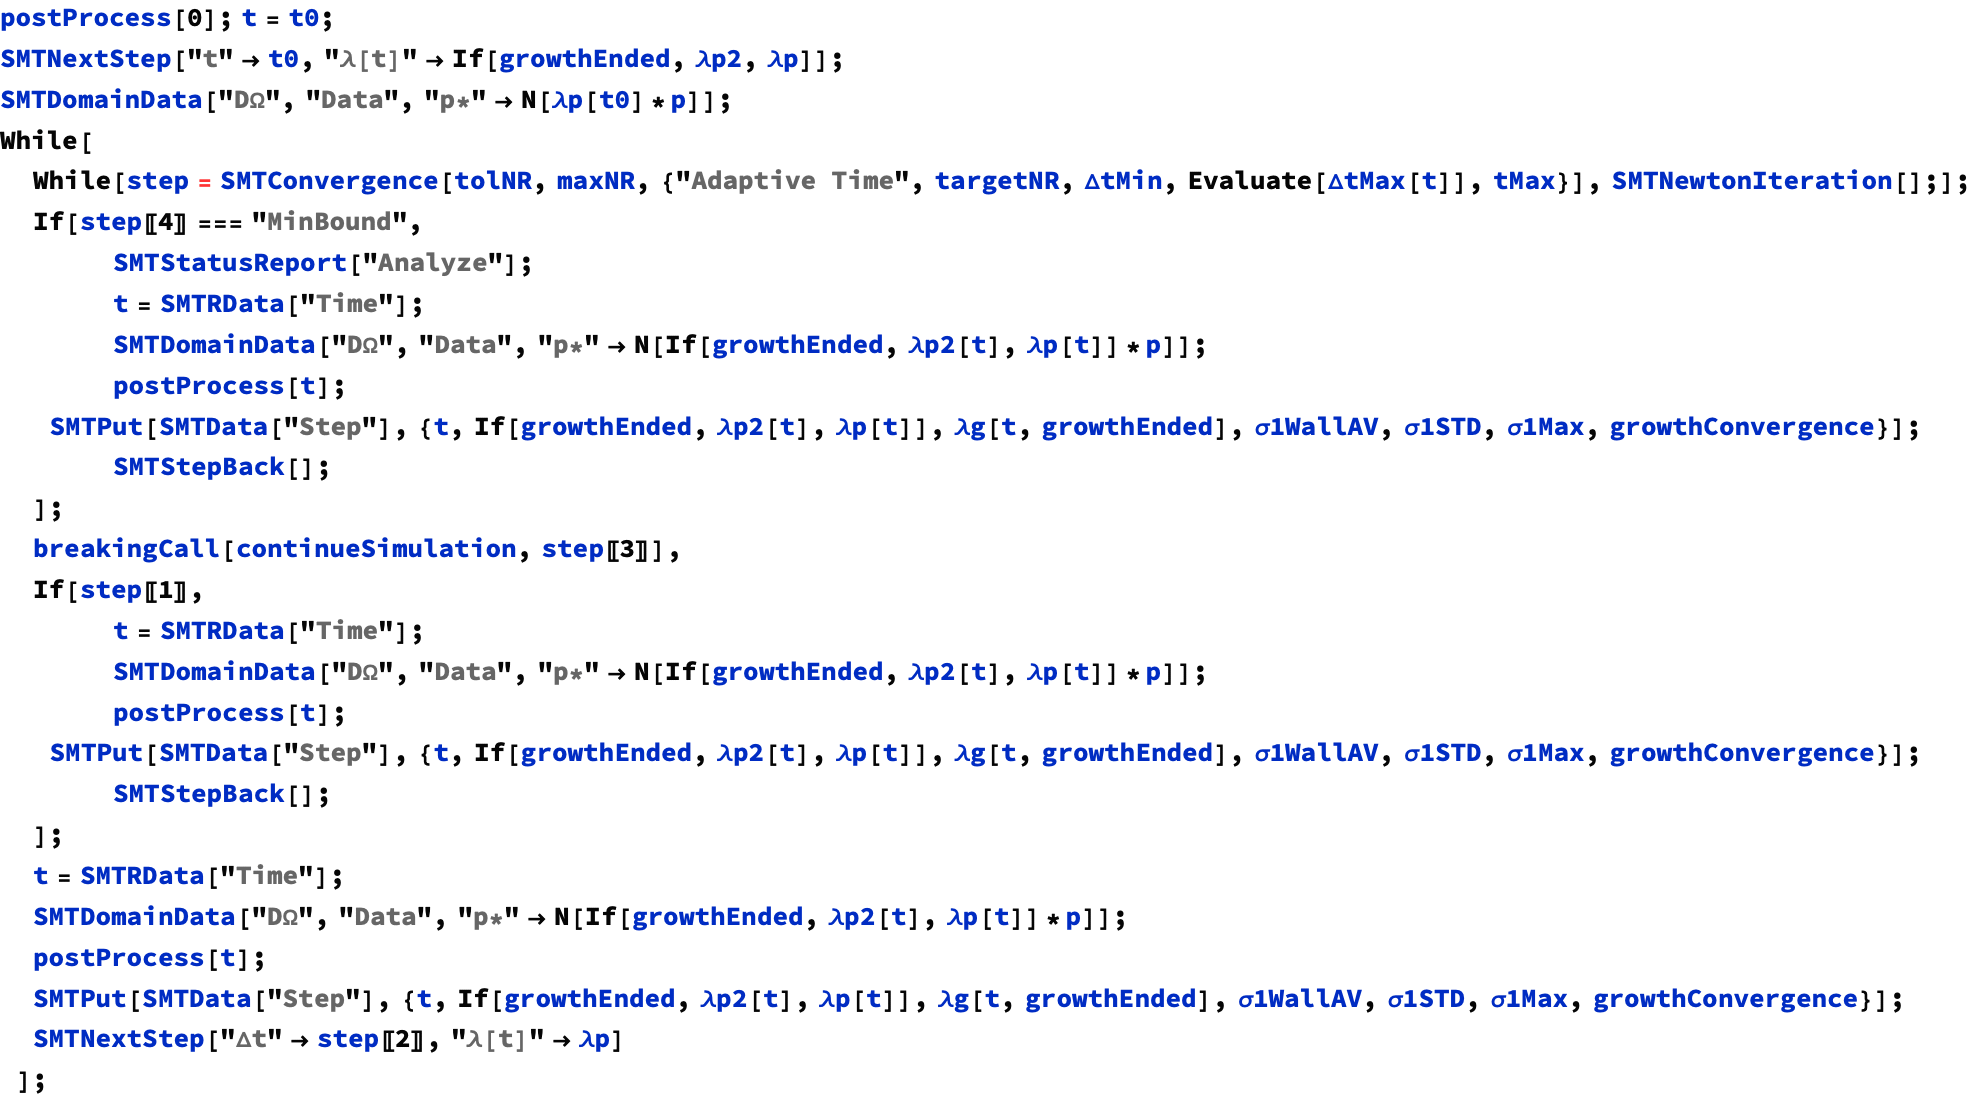 postProcess[0]; t = t0;
SMTNextStep["t" → t0, "λ[t]" → If[growthEnded, λp2, λp]];
SMTDomainData["DΩ", "Data", "p*" → N[λp[t0] * p]];
While[
While[step = SMTConvergence[tolNR, maxNR, {"Adaptive Time", targetNR, ΔtMin, Evaluate[ΔtMax[t]], tMax}], SMTNewtonIteration[];];
If[step〚4〛 === "MinBound",
SMTStatusReport["Analyze"];
t = SMTRData["Time"];
SMTDomainData["DΩ", "Data", "p*" → N[If[growthEnded, λp2[t], λp[t]] * p]];
postProcess[t];
SMTPut[SMTData["Step"], {t, If[growthEnded, λp2[t], λp[t]], λg[t, growthEnded], σ1WallAV, σ1STD, σ1Max, growthConvergence}];
SMTStepBack[];
];
breakingCall[continueSimulation, step〚3〛],
If[step〚1〛,
t = SMTRData["Time"];
SMTDomainData["DΩ", "Data", "p*" → N[If[growthEnded, λp2[t], λp[t]] * p]];
postProcess[t];
SMTPut[SMTData["Step"], {t, If[growthEnded, λp2[t], λp[t]], λg[t, growthEnded], σ1WallAV, σ1STD, σ1Max, growthConvergence}];
SMTStepBack[];
];
t = SMTRData["Time"];
SMTDomainData["DΩ", "Data", "p*" → N[If[growthEnded, λp2[t], λp[t]] * p]];
postProcess[t];
SMTPut[SMTData["Step"], {t, If[growthEnded, λp2[t], λp[t]], λg[t, growthEnded], σ1WallAV, σ1STD, σ1Max, growthConvergence}];
SMTNextStep["Δt" → step〚2〛, "λ[t]" → λp]
];